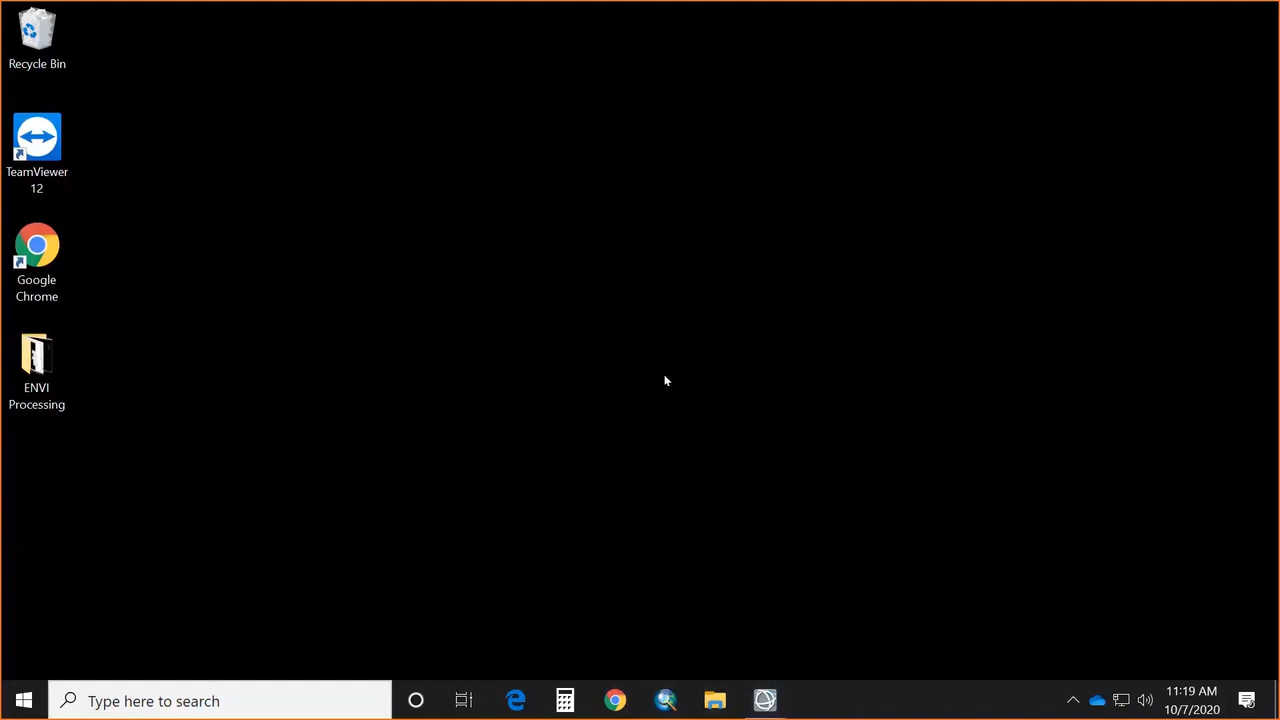 Recycle Bin
TeamViewer
12
Google
Chrome
ENVI
Processing
Type here to search
11:19 AM
10/7/2020